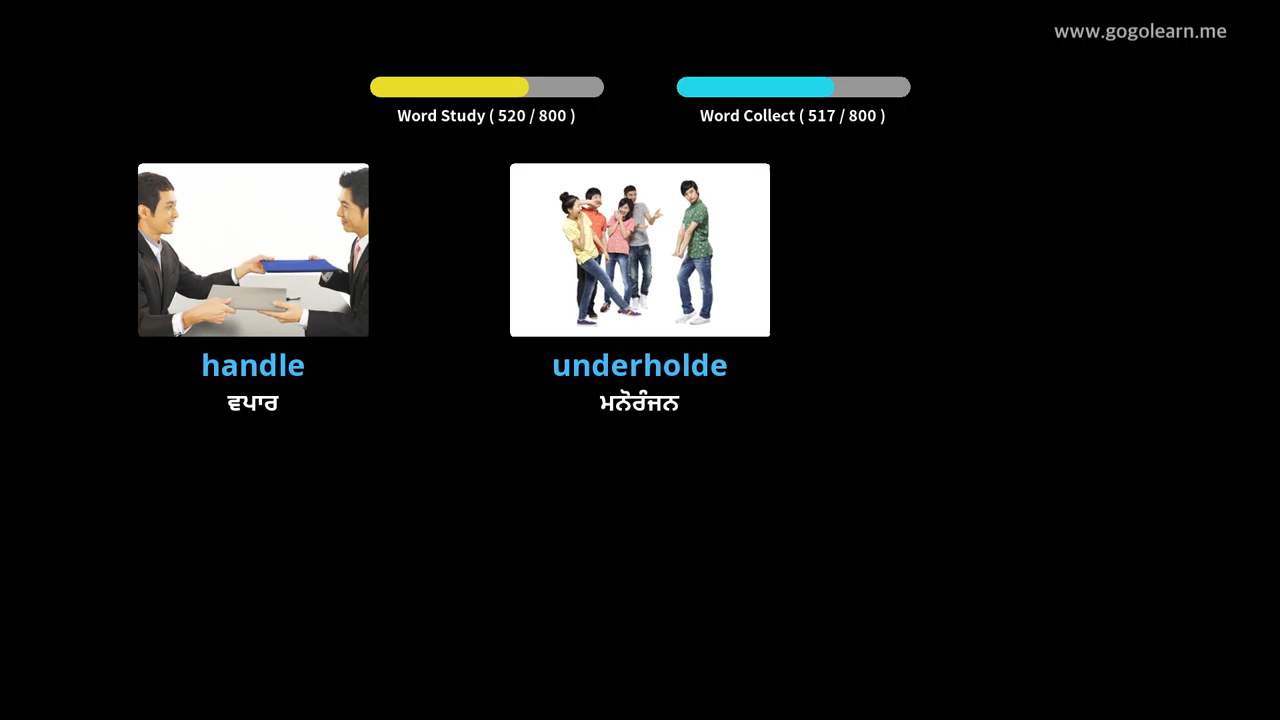 www.gogolearn.me
Word Study ( 520 / 800 )
Word Collect ( 517 / 800 )
handle
ਵਪਾਰ
underholde
ਮਨੋਰੰਜਨ